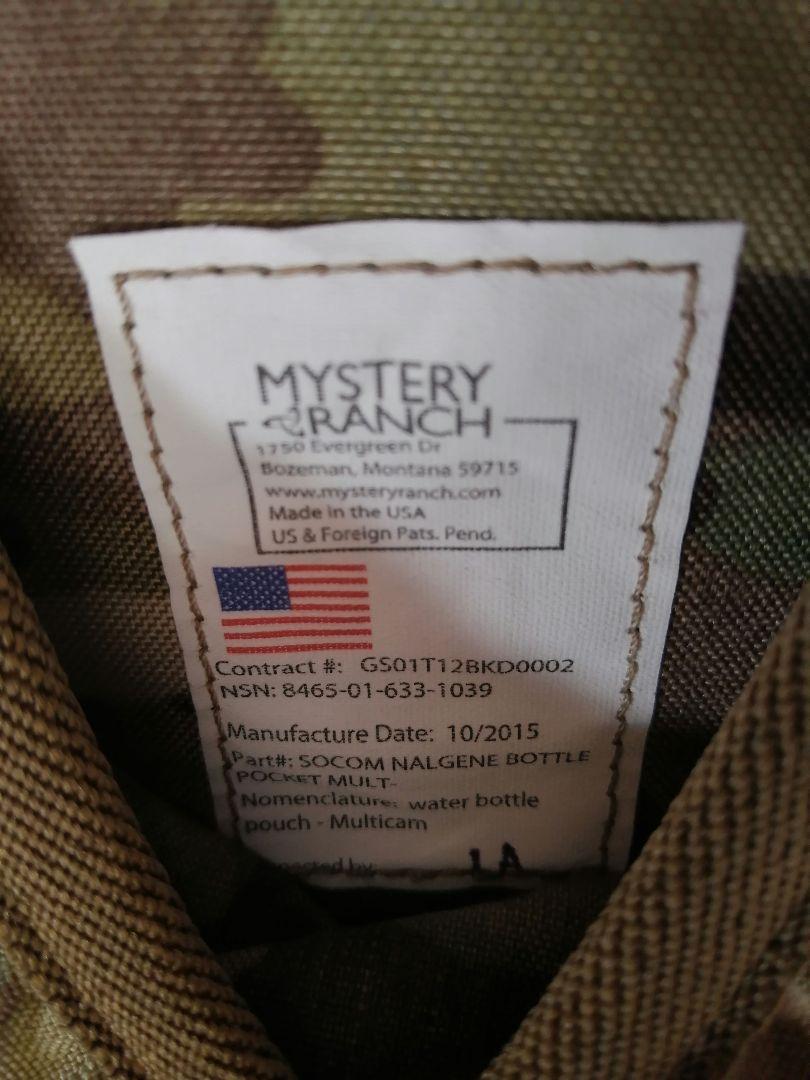 MYSTERY
RANCH
1750 Evergreen Dr
Bozeman, Montana 59715
www.mysteryranch.com
Made in the USA
US & Foreign Pats. Pend.
Contract #: GS01T12BKD0002
NSN: 8465-01-633-1039
Manufacture Date: 10/2015
Part#: SOCOM NALGENE BOTTLE
POCKET MULT-
Nomenclature: water bottle
pouch - Multicam
by: LA